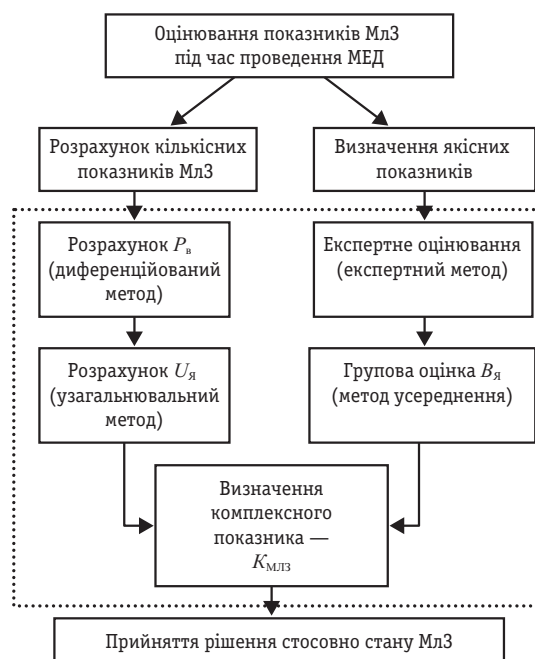 Оцінювання показників МлЗ
під час проведення МЕД
Розрахунок кількісних
показників МлЗ
Визначення якісних
показників
Розрахунок Pв
(диференційований
метод)
Експертне оцінювання
(експертний метод)
Розрахунок UЯ
(узагальнювальний
метод)
Групова оцінка BЯ
(метод усереднення)
Визначення
комплексного
показника —
KМЛЗ
Прийняття рішення стосовно стану МлЗ